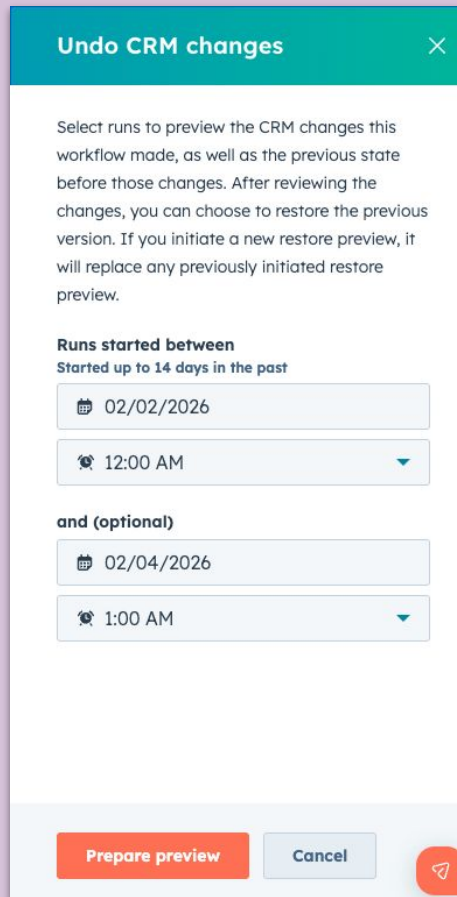 Undo CRM changes
Select runs to preview the CRM changes this
workflow made, as well as the previous state
before those changes. After reviewing the
changes, you can choose to restore the previous
version. If you initiate a new restore preview, it
will replace any previously initiated restore
preview.
Runs started between
Started up to 14 days in the past
02/02/2026
12:00 AM
and (optional)
02/04/2026
1:00 AM
Prepare preview
Cancel